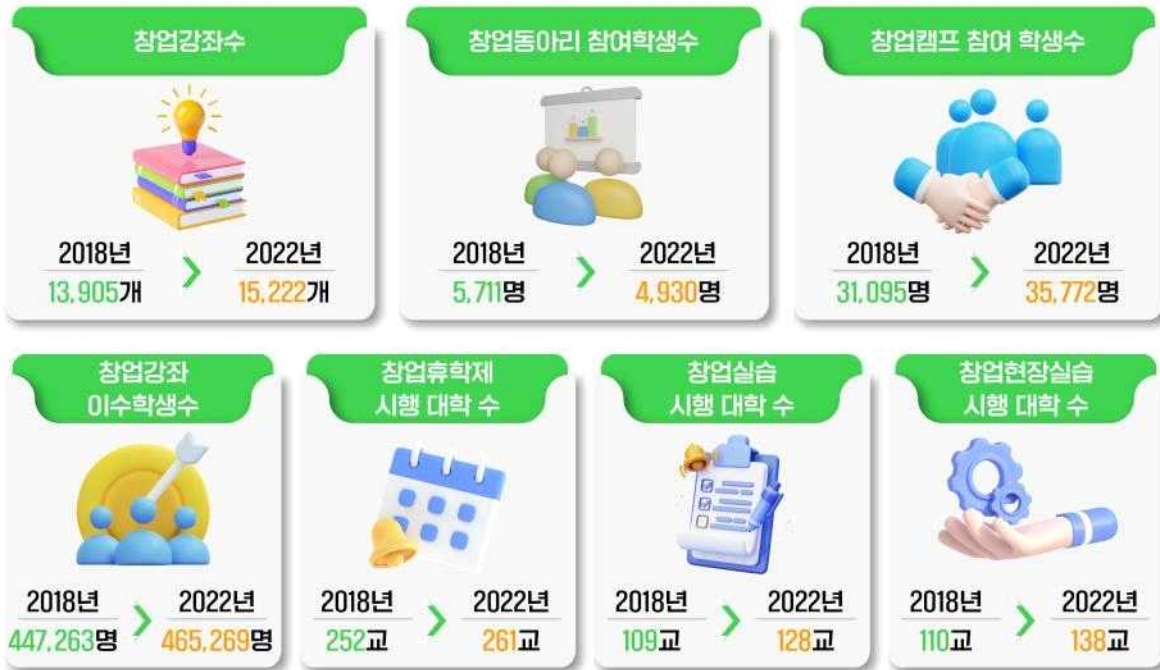 창업강좌수
2018년 2022년
13,905개 15,222개
창업동아리 참여학생수
2018년 2022년
5,711명 4,930명
창업캠프 참여 학생수
2018년 2022년
31,095명 35,772명
창업강좌
이수학생수
2018년 2022년
447,263명 465,269명
창업휴학제
시행 대학 수
2018년 2022년
252교 261교
창업실습
시행 대학 수
2018년 2022년
109교 128교
창업현장실습
시행 대학 수
2018년 2022년
110교 138교